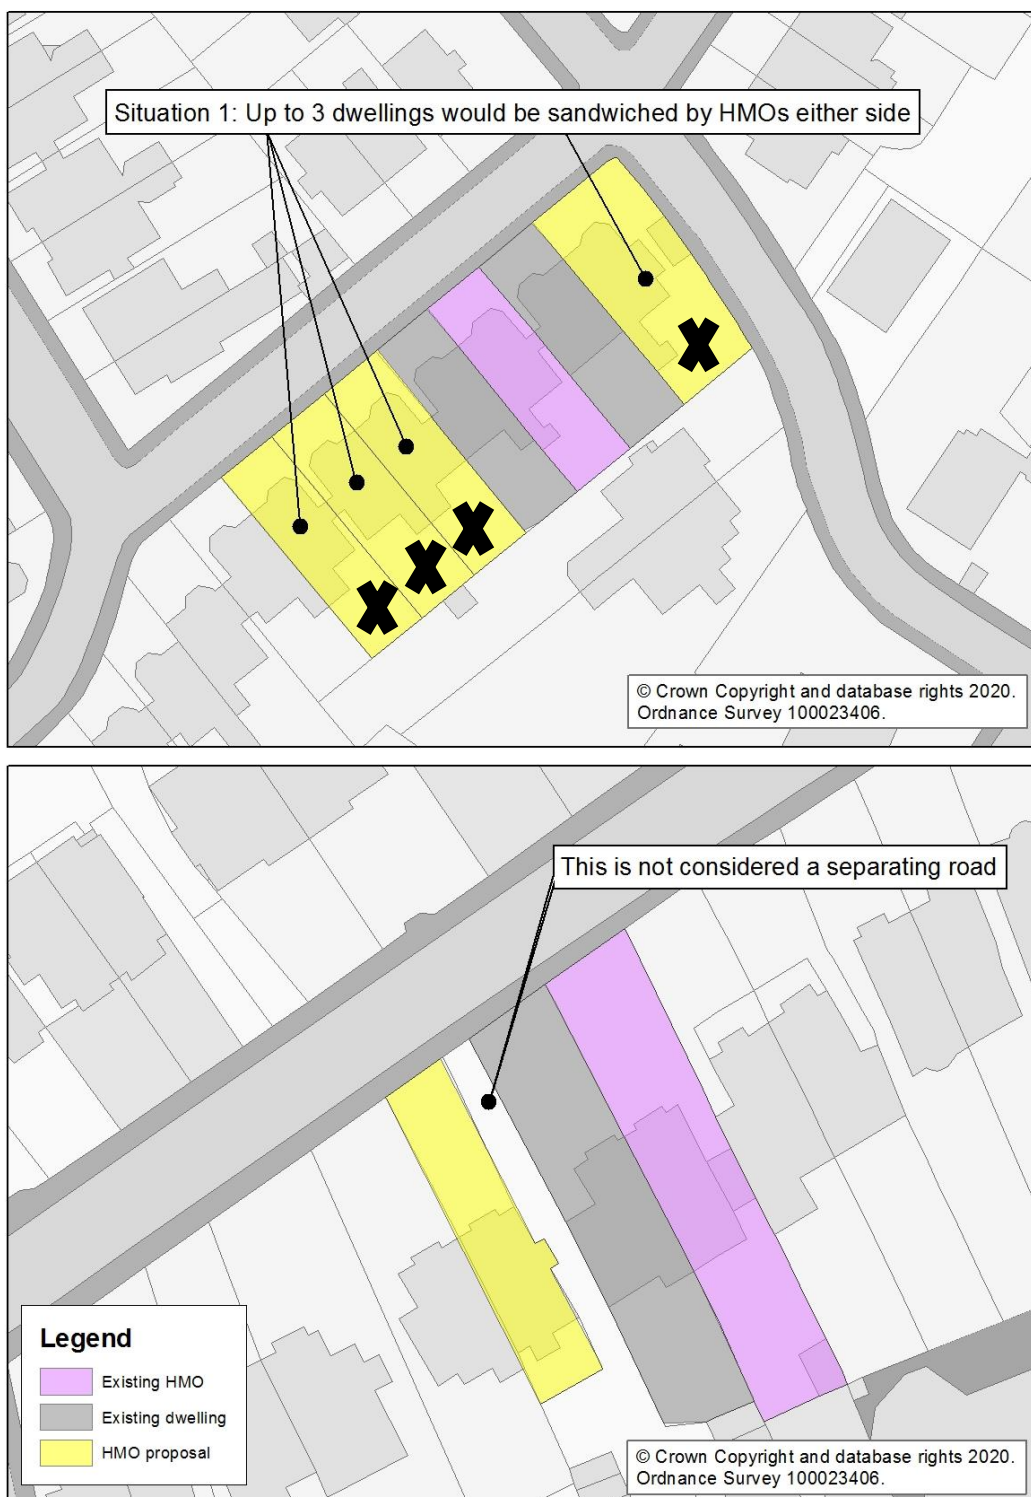 Situation 1: Up to 3 dwellings would be sandwiched by HMOs either side
© Crown Copyright and database rights 2020.
Ordnance Survey 100023406.
This is not considered a separating road
Legend
Existing HMO
Existing dwelling
HMO proposal
© Crown Copyright and database rights 2020.
Ordnance Survey 100023406.